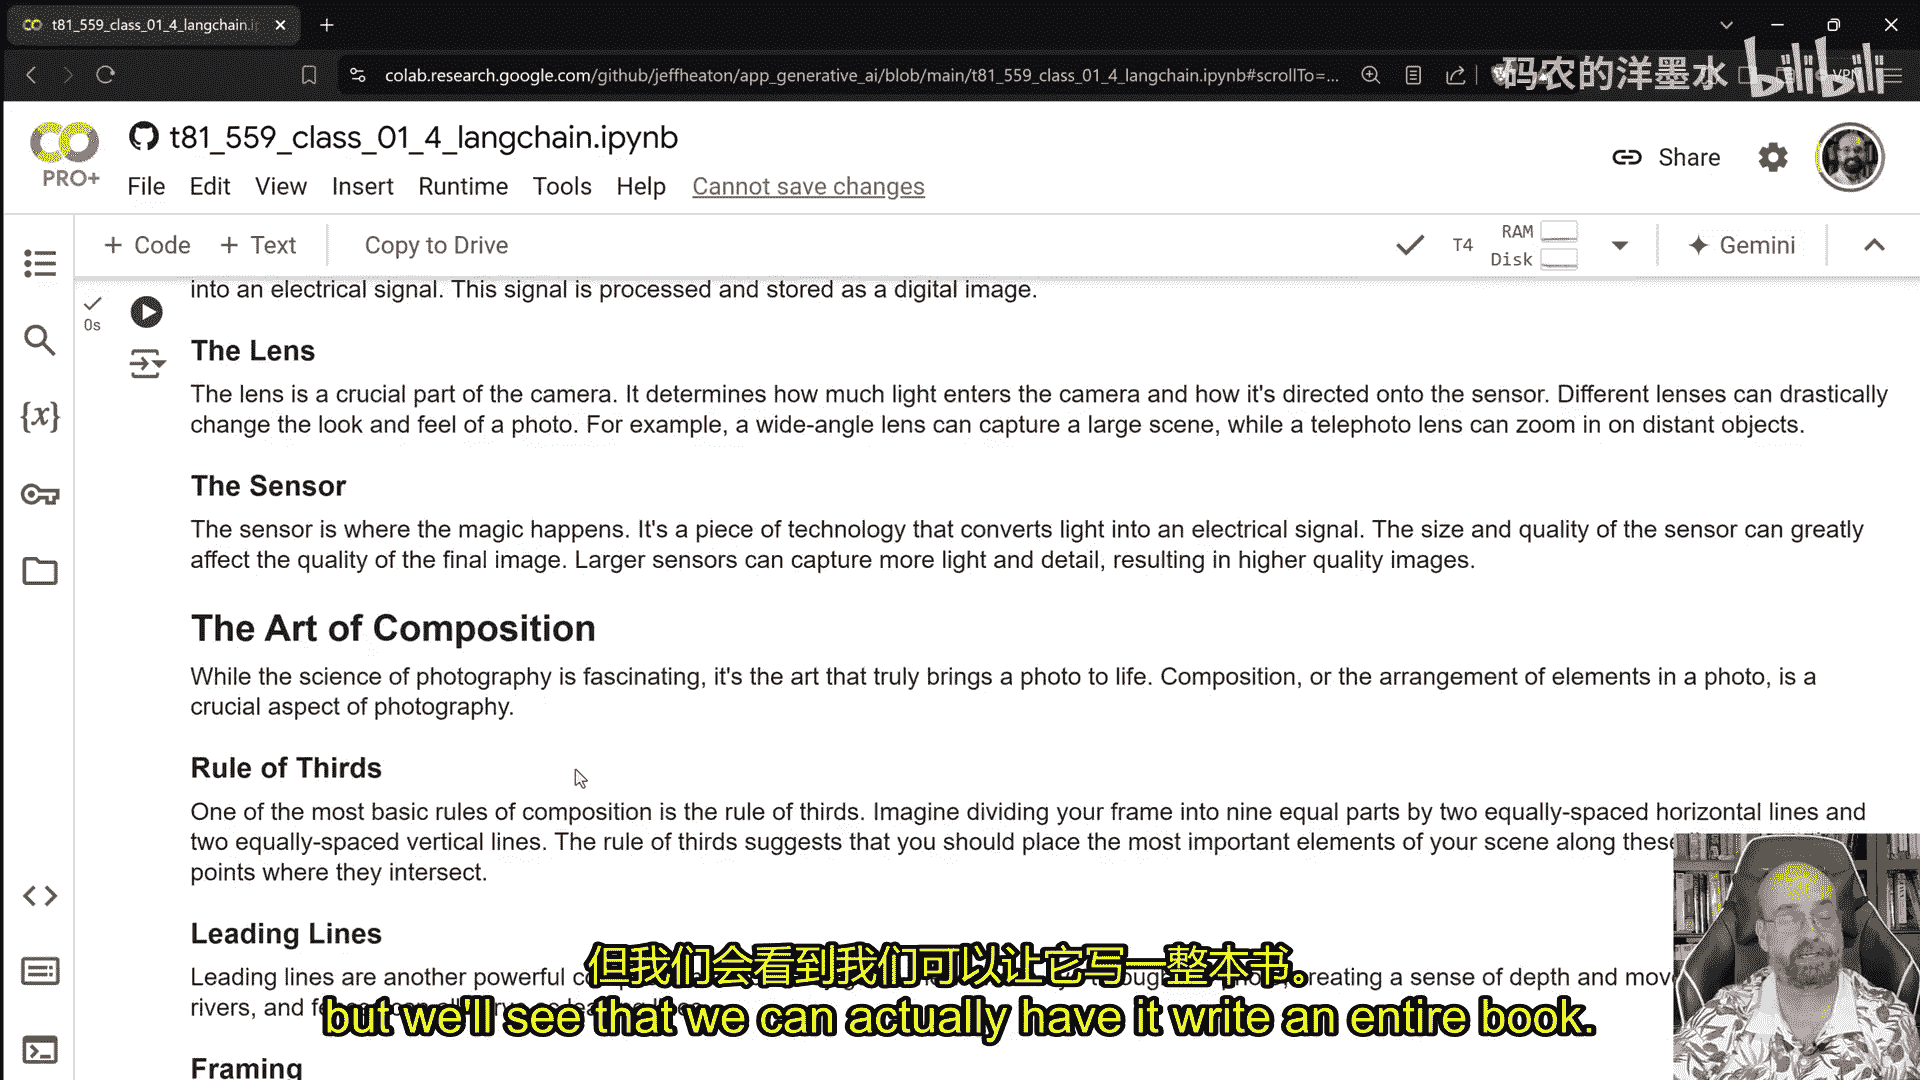 t81_559_class_01_4_langchain.i
colab.research.google.com/github/jeffheaton/app_generative_ai/blob/main/t81_559_class_01_4_langchain.ipynb#scrollTo=...
码农的洋墨水 bilibili
VPN
t81_559_class_01_4_langchain.ipynb
PRO+
Share
File Edit View Insert Runtime Tools Help Cannot save changes
+ Code + Text Copy to Drive
T4 RAM Disk Gemini
into an electrical signal. This signal is processed and stored as a digital image.
0s
The Lens
The lens is a crucial part of the camera. It determines how much light enters the camera and how it's directed onto the sensor. Different lenses can drastically
change the look and feel of a photo. For example, a wide-angle lens can capture a large scene, while a telephoto lens can zoom in on distant objects.
{x}
The Sensor
The sensor is where the magic happens. It's a piece of technology that converts light into an electrical signal. The size and quality of the sensor can greatly
affect the quality of the final image. Larger sensors can capture more light and detail, resulting in higher quality images.
The Art of Composition
While the science of photography is fascinating, it's the art that truly brings a photo to life. Composition, or the arrangement of elements in a photo, is a
crucial aspect of photography.
Rule of Thirds
One of the most basic rules of composition is the rule of thirds. Imagine dividing your frame into nine equal parts by two equally-spaced horizontal lines and
two equally-spaced vertical lines. The rule of thirds suggests that you should place the most important elements of your scene along these
points where they intersect.
Leading Lines
但我们会看到我们可以让它写一整本书。
Leading lines are another powerful creating a sense of depth and
rivers, and
but we'll see that we can actually have it write an entire book.
Framing